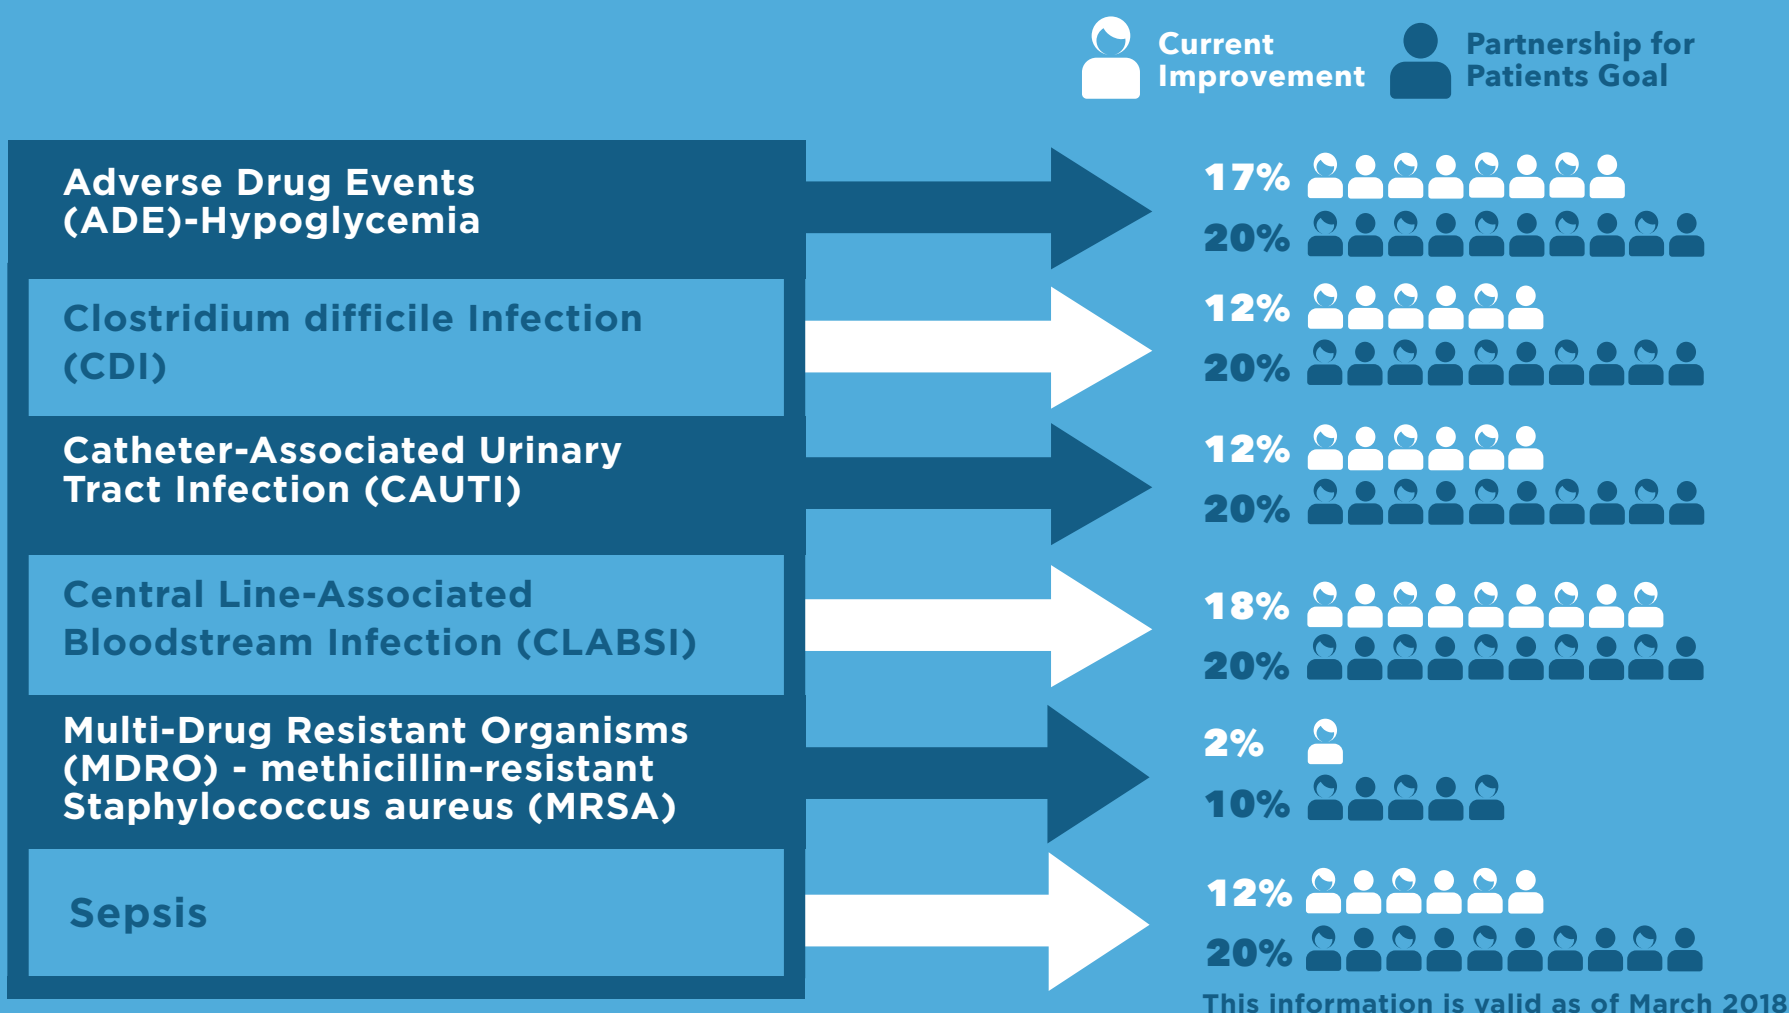 Current
Improvement
Partnership for
Patients Goal
Adverse Drug Events
(ADE)-Hypoglycemia
17%
20%
Clostridium difficile Infection
(CDI)
12%
20%
Catheter-Associated Urinary
Tract Infection (CAUTI)
12%
20%
Central Line-Associated
Bloodstream Infection (CLABSI)
18%
20%
Multi-Drug Resistant Organisms
(MDRO) - methicillin-resistant
Staphylococcus aureus (MRSA)
2%
10%
Sepsis
12%
20%
This information is valid as of March 2018